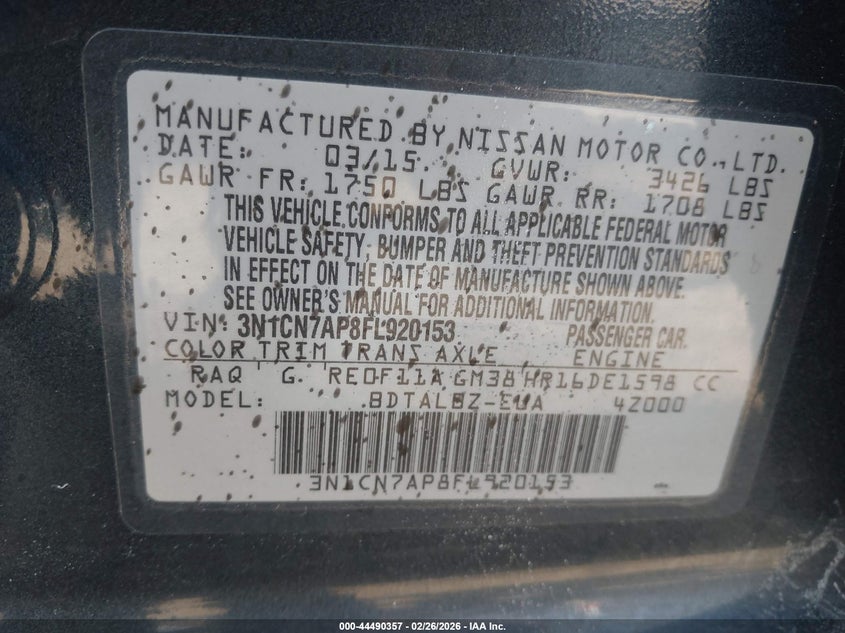 MANUFACTURED BY NISSAN MOTOR CO., LTD.
DATE: 03/15 GVWR: 3426 LBS
GAWR FR: 1750 LBS GAWR RR: 1708 LBS
THIS VEHICLE CONFORMS TO ALL APPLICABLE FEDERAL MOTOR
VEHICLE SAFETY, BUMPER AND THEFT PREVENTION STANDARDS
IN EFFECT ON THE DATE OF MANUFACTURE SHOWN ABOVE.
SEE OWNER'S MANUAL FOR ADDITIONAL INFORMATION.
VIN: 3N1CN7AP8FL920153 PASSENGER CAR.
COLOR TRIM TRANS AXLE ENGINE
RAQ G RE0F11A GM38 HR16DE1598 CC
MODEL: BDTALBZ-EUA 4Z000
3N1CN7AP8FL920153
000-44490357 - 02/26/2026 - IAA Inc.